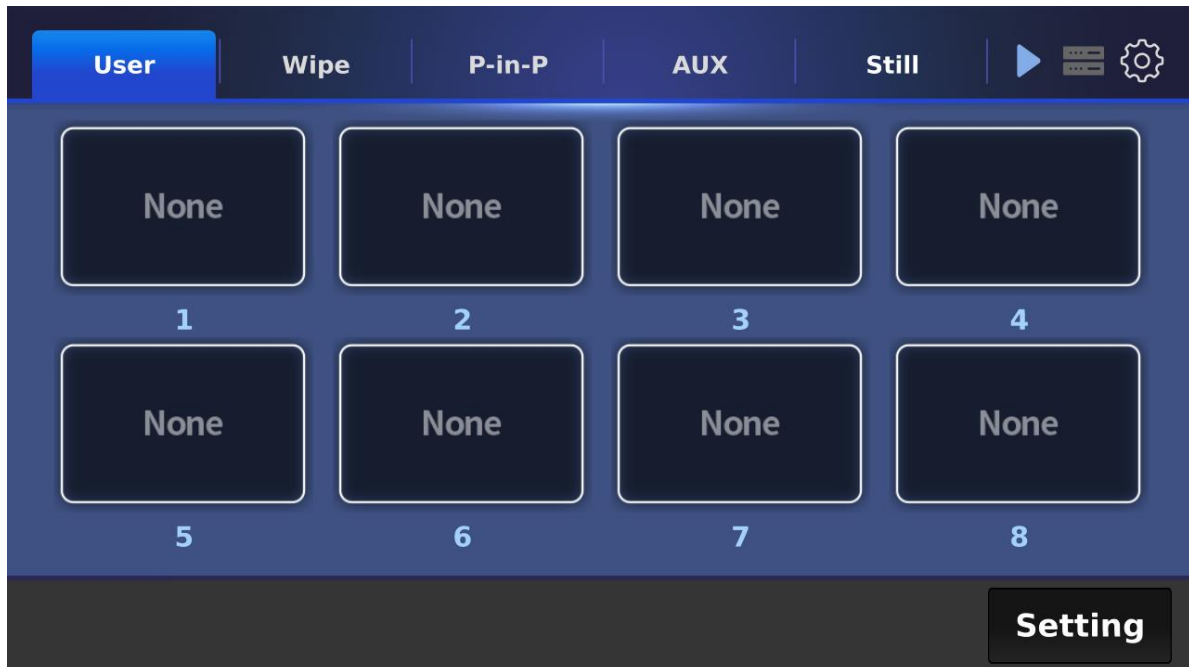 User Wipe P-in-P AUX Still
None None None None
1 2 3 4
None None None None
5 6 7 8
Setting